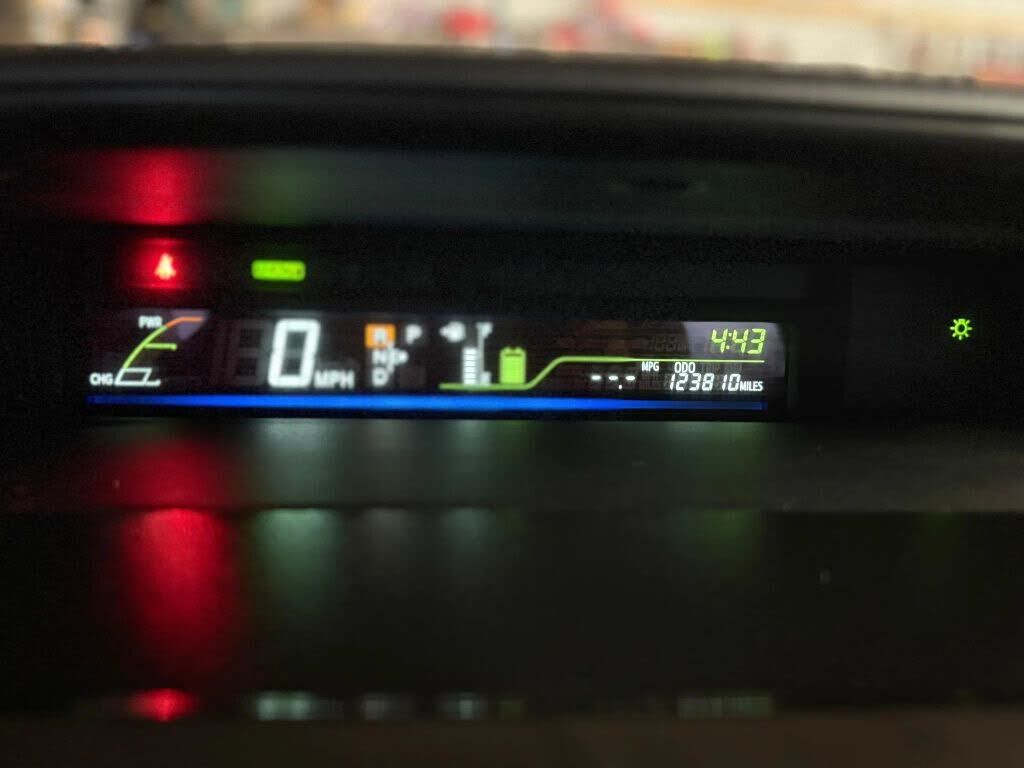 PWR
CHG
0 MPH
R P
N
D
4:43
--.- MPG
ODO
123810 MILES